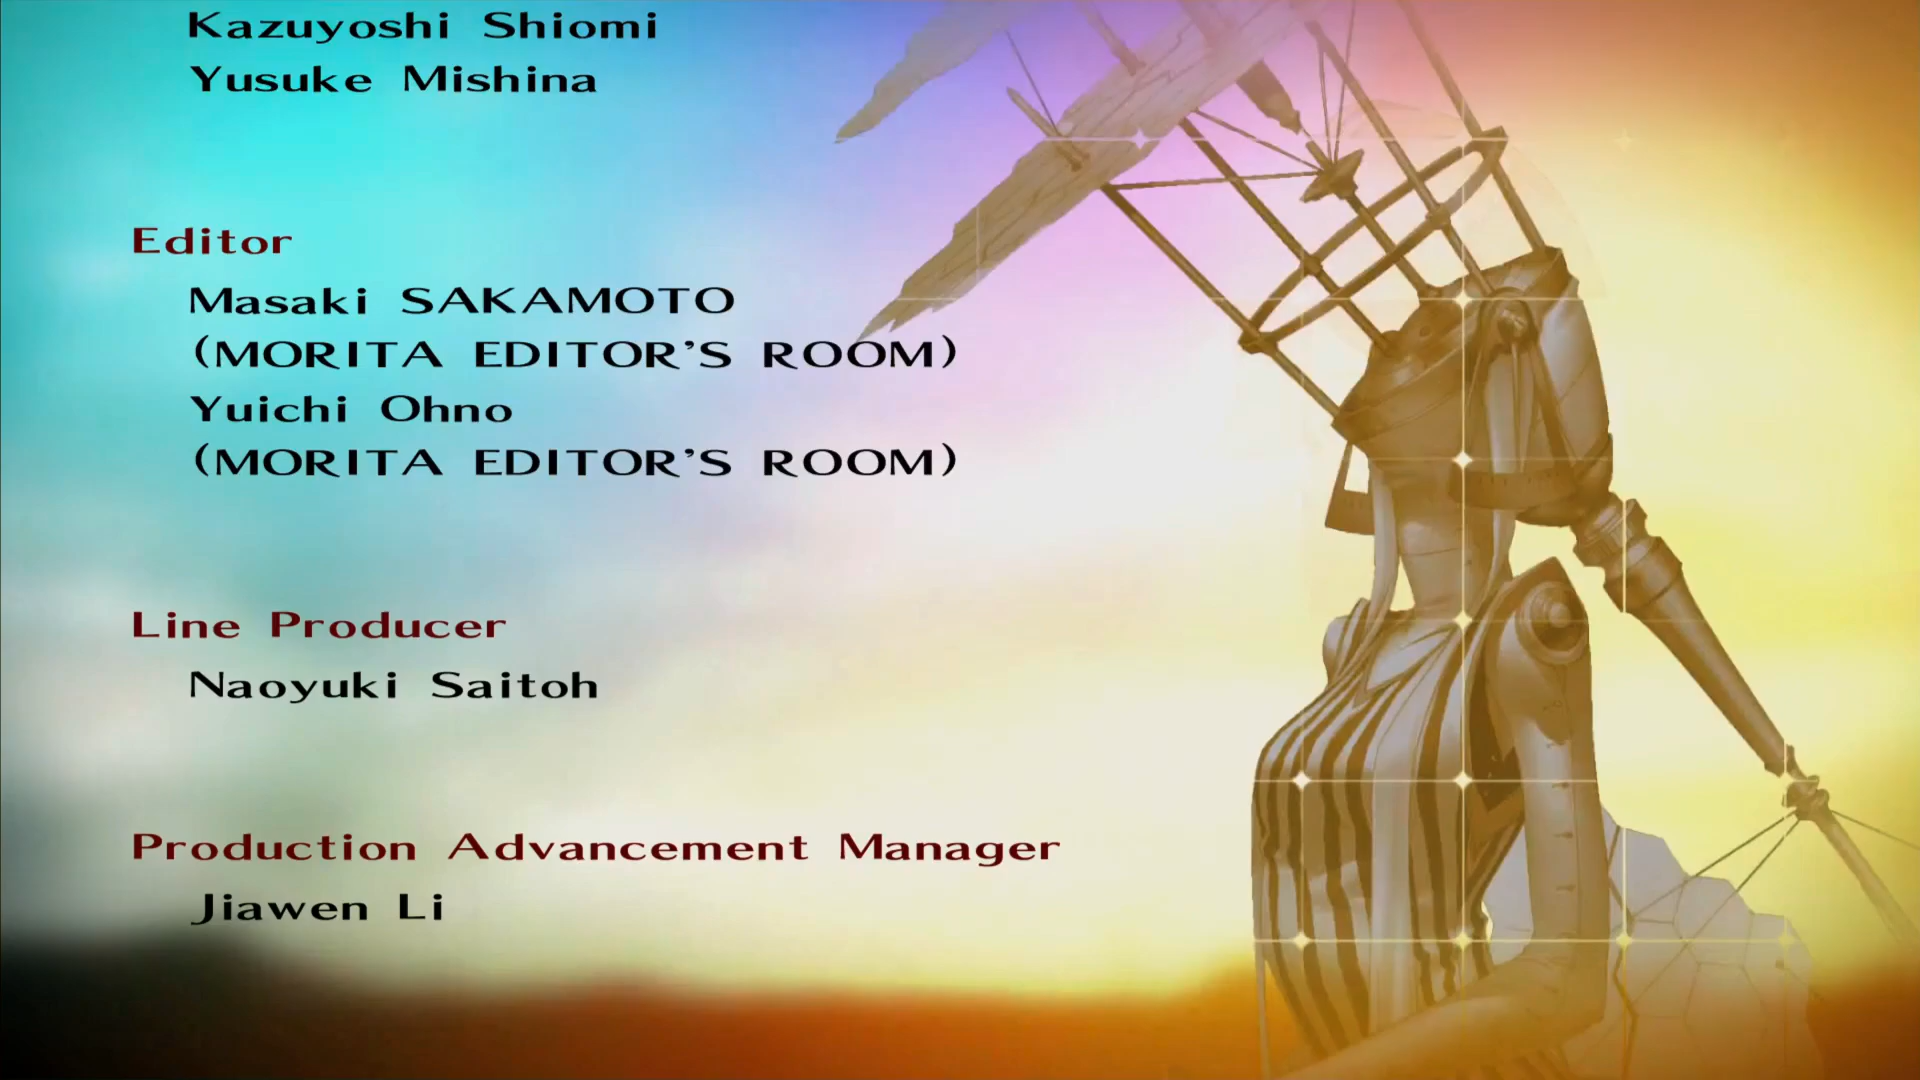 Kazuyoshi Shiomi
Yusuke Mishina
Editor
Masaki SAKAMOTO
(MORITA EDITOR'S ROOM)
Yuichi Ohno
(MORITA EDITOR'S ROOM)
Line Producer
Naoyuki Saitoh
Production Advancement Manager
Jiawen Li